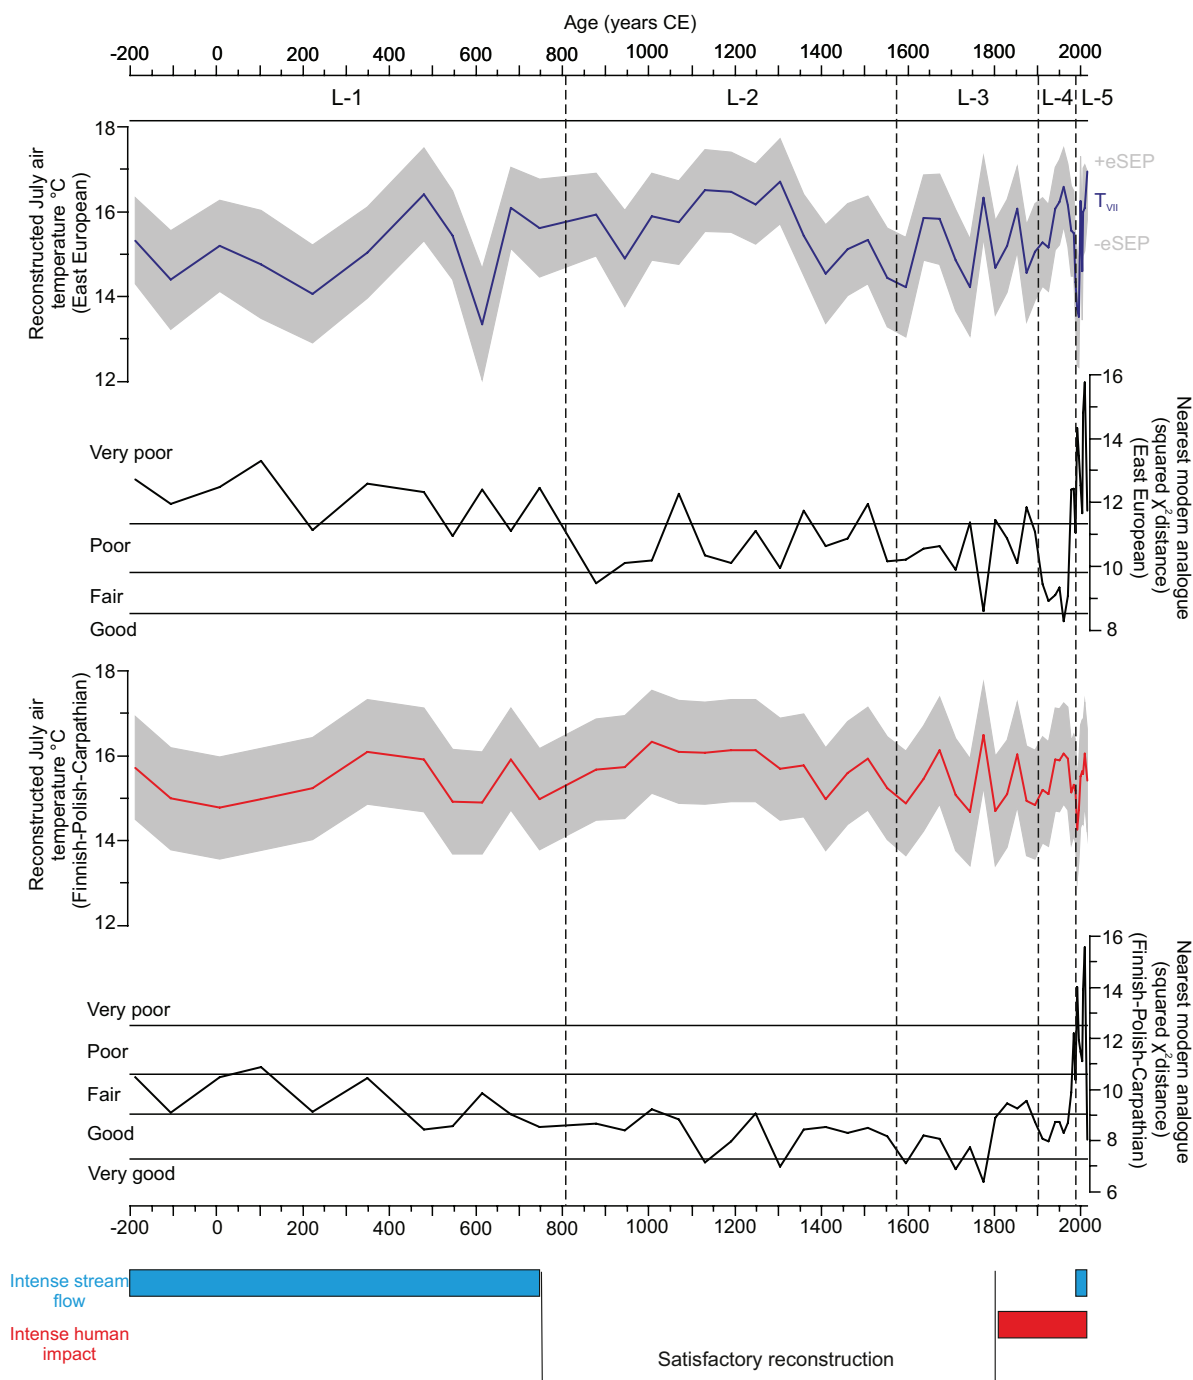 Age (years CE)
-200 0 200 400 600 800 1000 1200 1400 1600 1800 2000
L-1 L-2 L-3 L-4 L-5
Reconstructed July air
temperature °C
(East European)
18
16
14
12
+eSEP
TVII
-eSEP
Very poor
Poor
Fair
Good
16
14
12
10
8
Nearest modern analogue
(squared χ² distance)
(East European)
Reconstructed July air
temperature °C
(Finnish-Polish-Carpathian)
18
16
14
12
Very poor
Poor
Fair
Good
Very good
16
14
12
10
8
6
Nearest modern analogue
(squared χ² distance)
(Finnish-Polish-Carpathian)
-200 0 200 400 600 800 1000 1200 1400 1600 1800 2000
Intense stream
flow
Intense human
impact
Satisfactory reconstruction